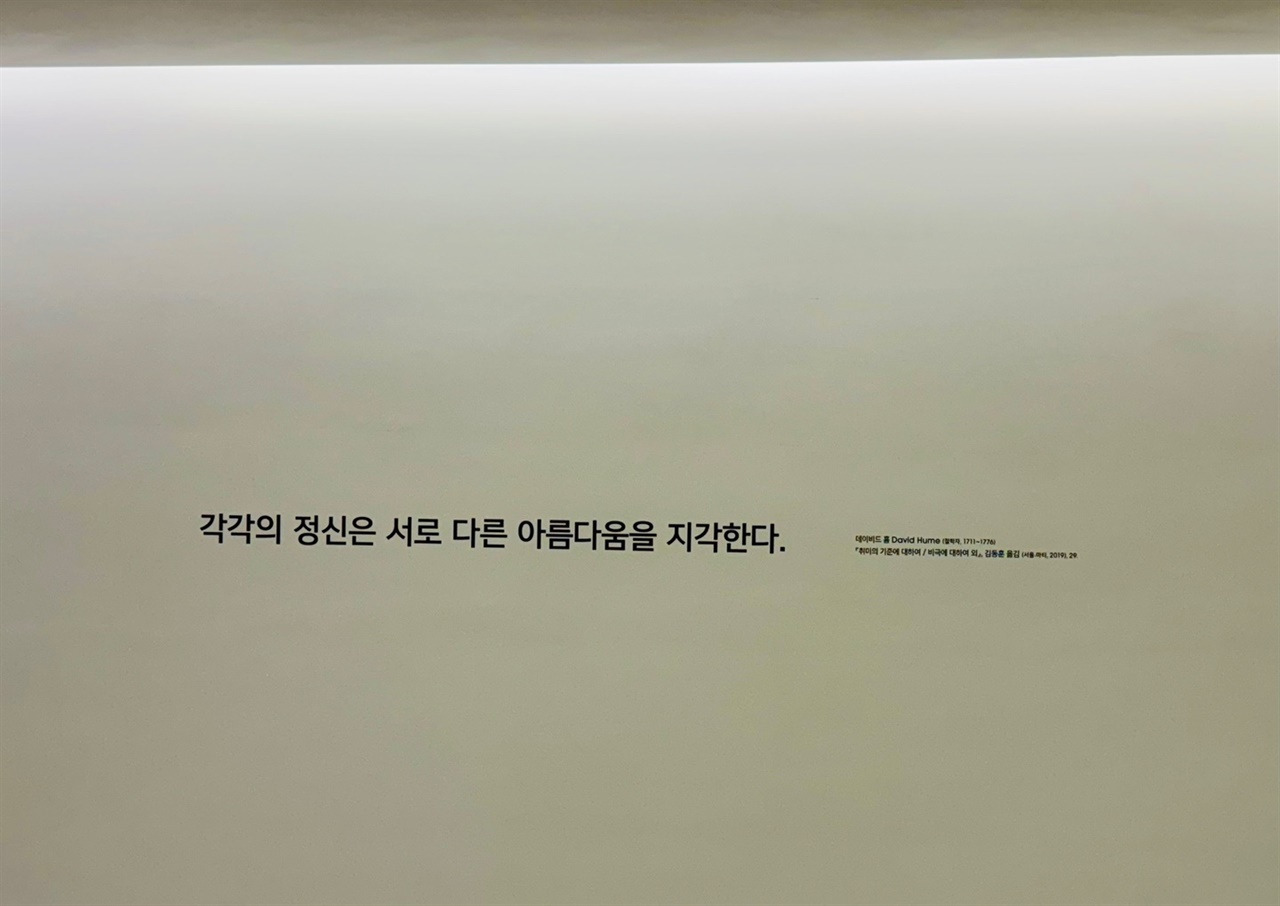 각각의 정신은 서로 다른 아름다움을 지각한다.
데이비드 흄 David Hume (철학자, 1711~1776)
『취미의 기준에 대하여 / 비극에 대하여 외』, 김동훈 옮김 (서울:마티, 2019), 29.